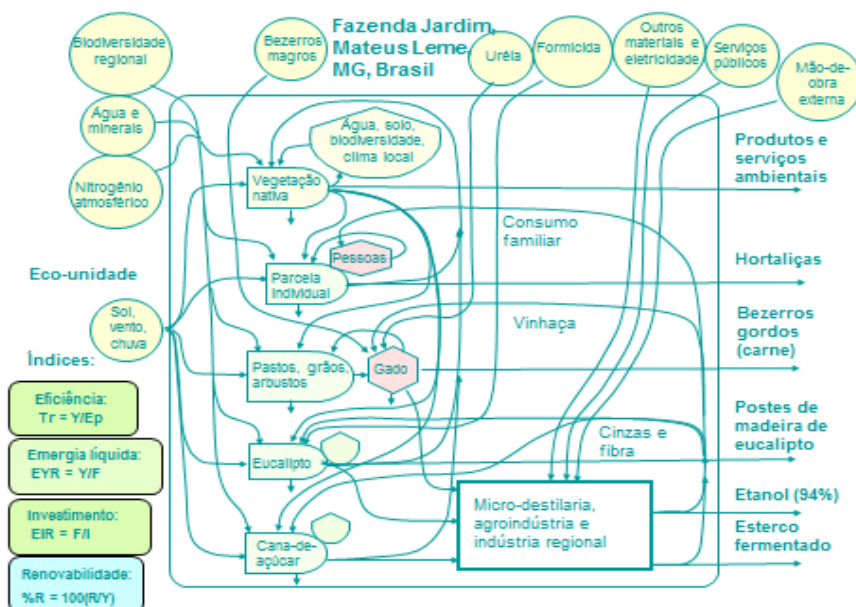 Biodiversidade
regional
Bezerros
magros
Fazenda Jardim,
Mateus Leme,
MG, Brasil
Uréia
Formicida
Outros
materiais e
eletricidade
Serviços
públicos
Mão-de-
obra
externa
Água e
minerais
Nitrogênio
atmosférico
Água, solo,
biodiversidade,
clima local
Vegetação
nativa
Produtos e
serviços
ambientais
Consumo
familiar
Pessoas
Parcela
Individual
Hortaliças
Eco-unidade
Sol,
vento,
chuva
Vinhaça
Bezerros
gordos
(carne)
Pastos, grãos,
arbustos
Gado
Índices:
Eficiência:
Tr = Y/Ep
Emergia líquida:
EYR = Y/F
Investimento:
EIR = F/I
Renovabilidade:
%R = 100(R/Y)
Postes de
madeira de
eucalipto
Cinzas e
fibra
Eucalipto
Micro-destilaria,
agroindústria e
indústria regional
Etanol (94%)
Esterco
fermentado
Cana-de-
açúcar